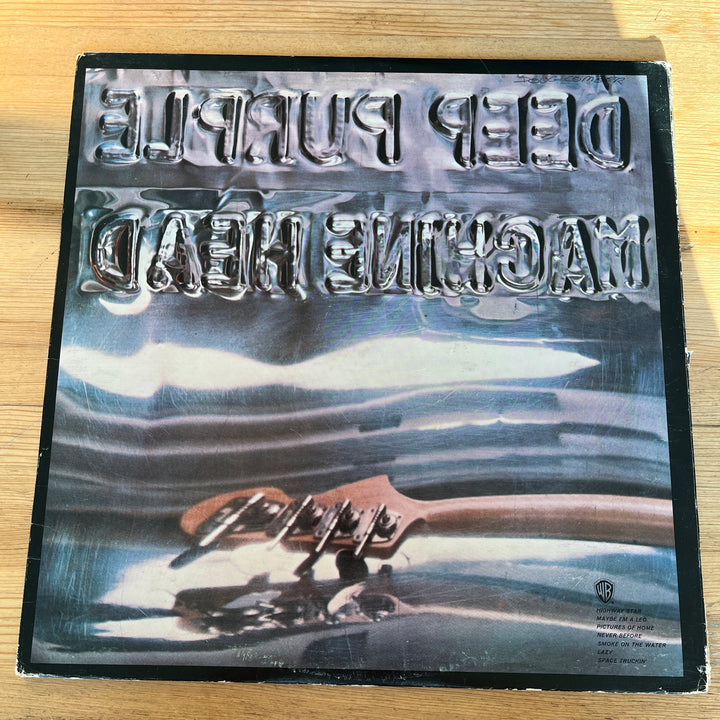 DEEP PURPLE
MACHINE HEAD
WB
HIGHWAY STAR
MAYBE I'M A LEO
PICTURES OF HOME
NEVER BEFORE
SMOKE ON THE WATER
LAZY
SPACE TRUCKIN'